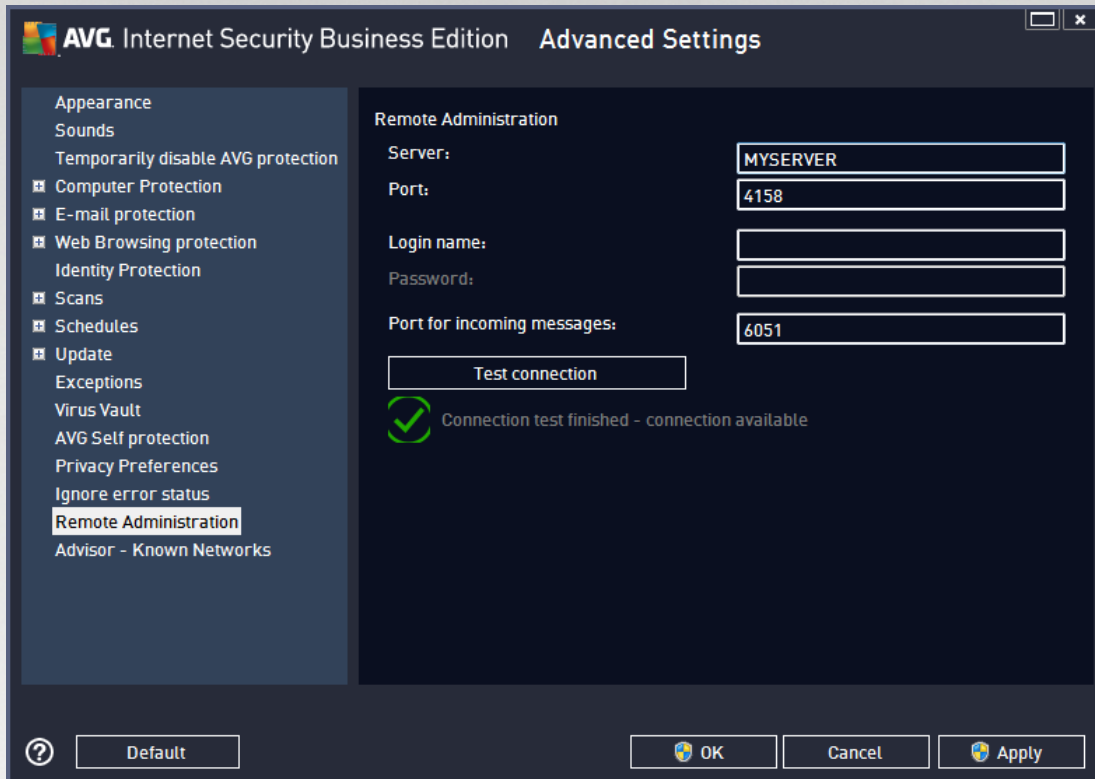 AVG. Internet Security Business Edition Advanced Settings
Appearance
Sounds
Temporarily disable AVG protection
Computer Protection
E-mail protection
Web Browsing protection
Identity Protection
Scans
Schedules
Update
Exceptions
Virus Vault
AVG Self protection
Privacy Preferences
Ignore error status
Remote Administration
Advisor - Known Networks
Remote Administration
Server: MYSERVER
Port: 4158
Login name:
Password:
Port for incoming messages: 6051
Test connection
Connection test finished - connection available
Default OK Cancel Apply